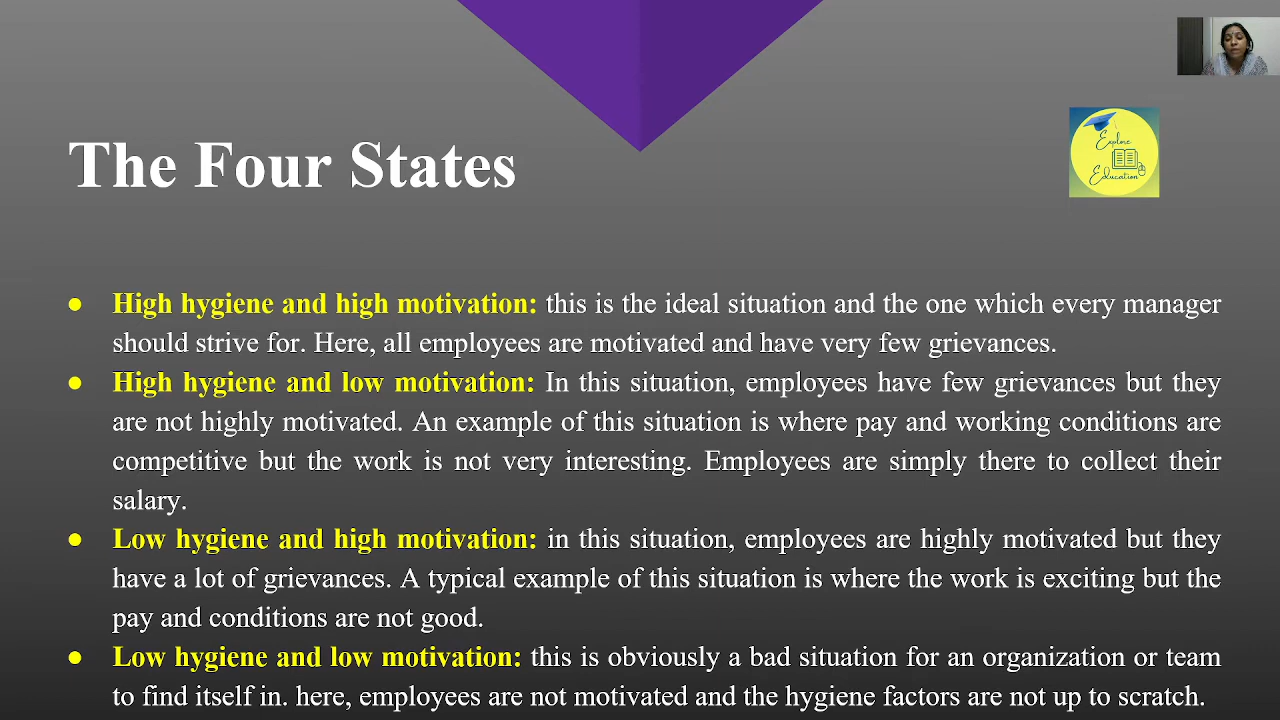 The Four States
Explore
Education
● High hygiene and high motivation: this is the ideal situation and the one which every manager
should strive for. Here, all employees are motivated and have very few grievances.
● High hygiene and low motivation: In this situation, employees have few grievances but they
are not highly motivated. An example of this situation is where pay and working conditions are
competitive but the work is not very interesting. Employees are simply there to collect their
salary.
● Low hygiene and high motivation: in this situation, employees are highly motivated but they
have a lot of grievances. A typical example of this situation is where the work is exciting but the
pay and conditions are not good.
● Low hygiene and low motivation: this is obviously a bad situation for an organization or team
to find itself in. here, employees are not motivated and the hygiene factors are not up to scratch.